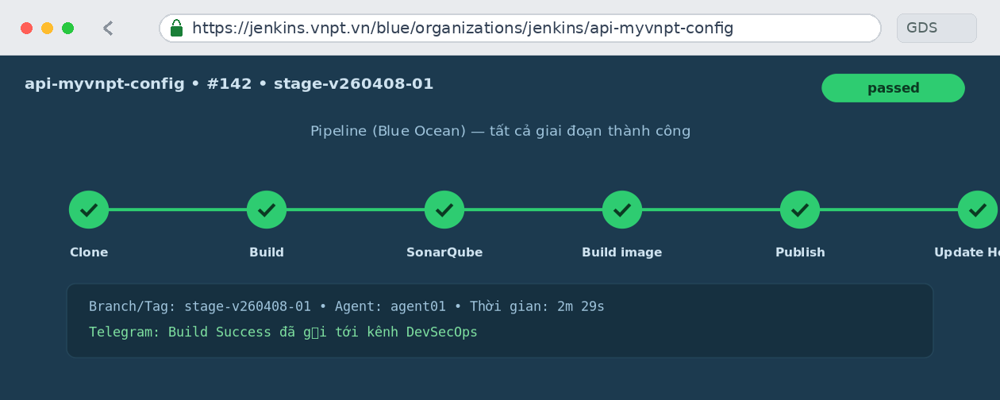 https://jenkins.vnpt.vn/blue/organizations/jenkins/api-myvnpt-config
GDS
api-myvnpt-config • #142 • stage-v260408-01
passed
Pipeline (Blue Ocean) — tất cả giai đoạn thành công
Clone
Build
SonarQube
Build image
Publish
Update
Branch/Tag: stage-v260408-01 • Agent: agent01 • Thời gian: 2m 29s
Telegram: Build Success đã g▯i tới kênh DevSecOps